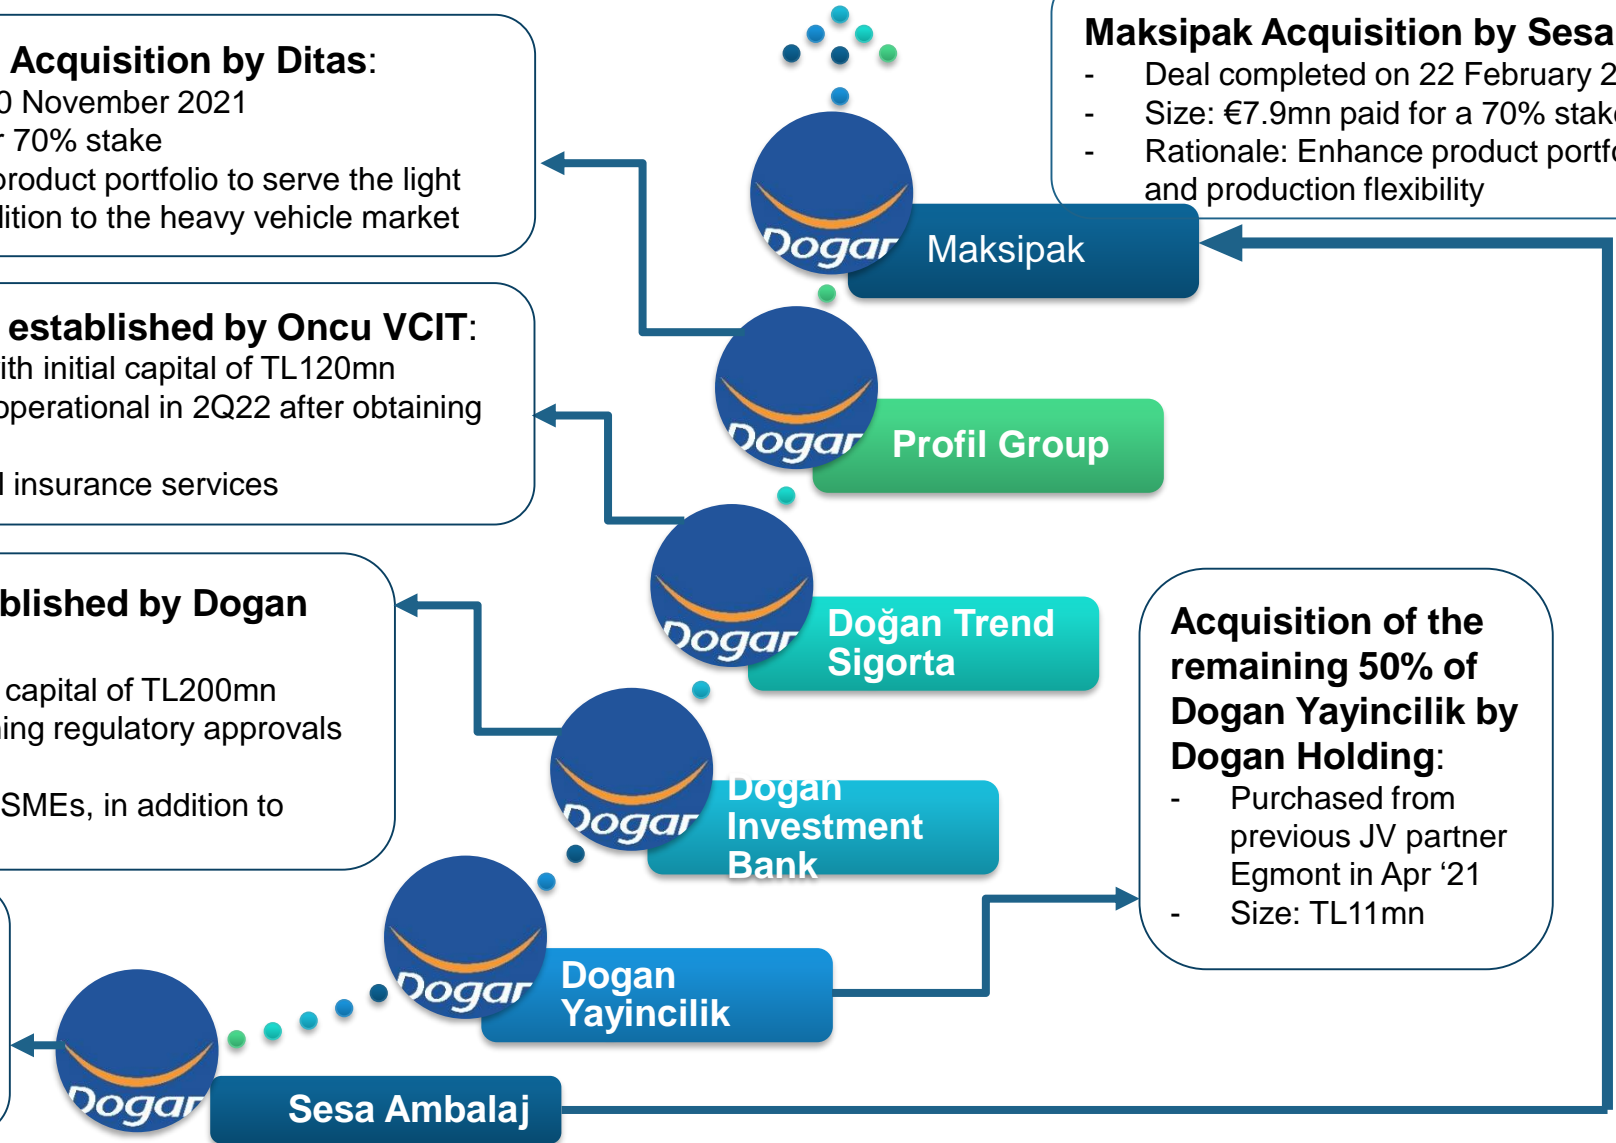 Acquisition by Ditas:
0 November 2021
70% stake
product portfolio to serve the light
dition to the heavy vehicle market
Maksipak Acquisition by Sesa
- Deal completed on 22 February 2
- Size: €7.9mn paid for a 70% stake
- Rationale: Enhance product portfo
and production flexibility
Dogan
Maksipak
established by Oncu VCIT:
ith initial capital of TL120mn
operational in 2Q22 after obtaining
insurance services
Dogan
Profil Group
Dogan
Doğan Trend
Sigorta
blished by Dogan
capital of TL200mn
ning regulatory approvals
SMEs, in addition to
Dogan
Dogan
Investment
Bank
Acquisition of the
remaining 50% of
Dogan Yayincilik by
Dogan Holding:
- Purchased from
previous JV partner
Egmont in Apr ‘21
- Size: TL11mn
Dogan
Dogan
Yayincilik
Dogan
Sesa Ambalaj